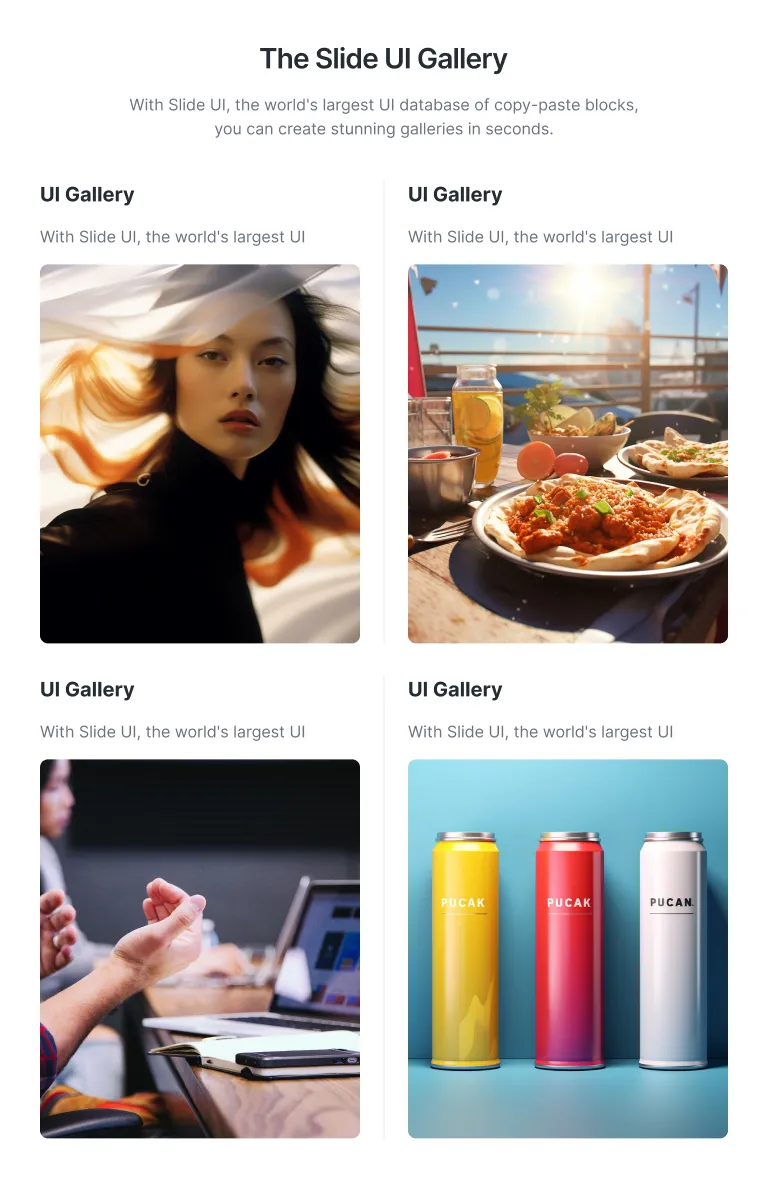 The Slide UI Gallery
With Slide UI, the world's largest UI database of copy-paste blocks,
you can create stunning galleries in seconds.
UI Gallery
With Slide UI, the world's largest UI
UI Gallery
With Slide UI, the world's largest UI
UI Gallery
With Slide UI, the world's largest UI
UI Gallery
With Slide UI, the world's largest UI
PUCAK
PUCAK
PUCAN.